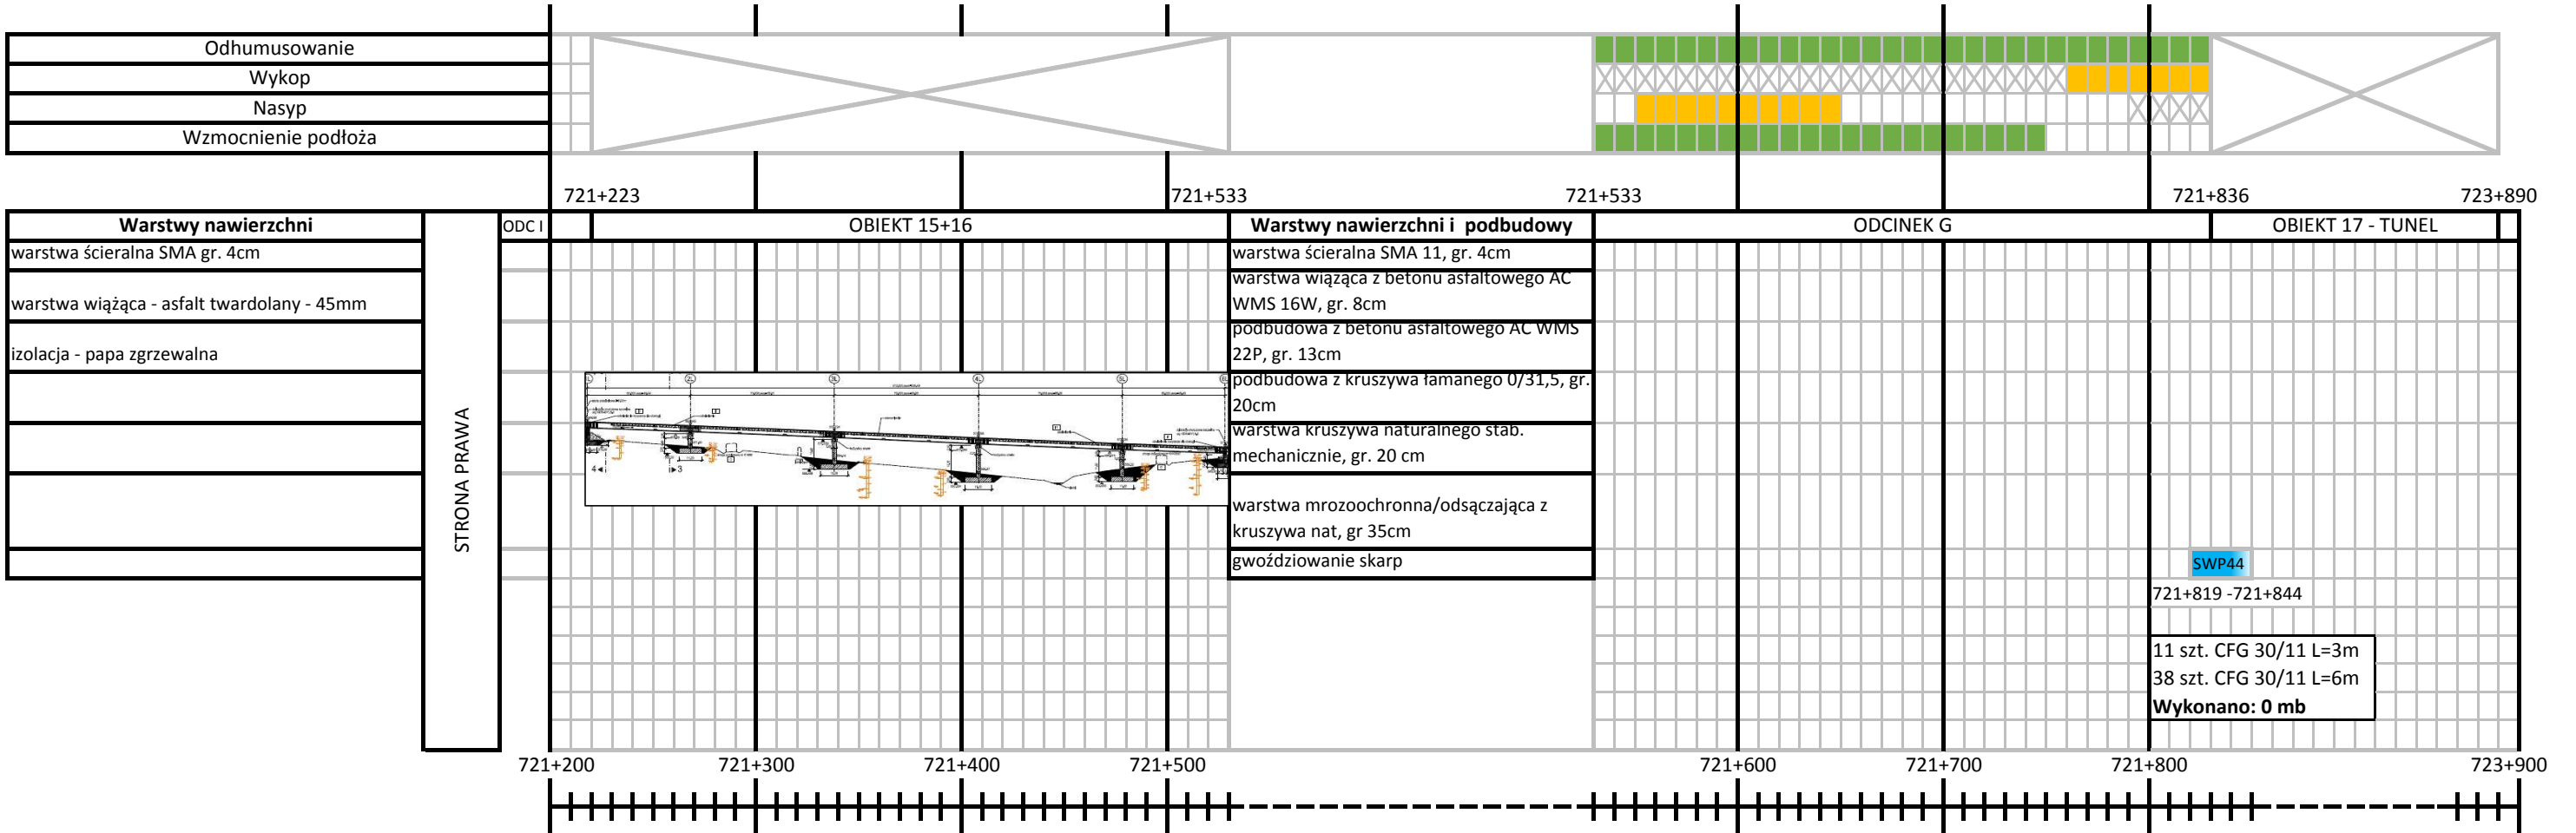 Odhumusowanie
Wykop
Nasyp
Wzmocnienie podłoża
721+223
721+533
721+533
721+836
723+890
Warstwy nawierzchni
ODC I
OBIEKT 15+16
Warstwy nawierzchni i podbudowy
ODCINEK G
OBIEKT 17 - TUNEL
STRONA PRAWA
warstwa ścieralna SMA gr. 4cm
warstwa wiążąca - asfalt twardolany - 45mm
izolacja - papa zgrzewalna
warstwa ścieralna SMA 11, gr. 4cm
warstwa wiążąca z betonu asfaltowego AC
WMS 16W, gr. 8cm
podbudowa z betonu asfaltowego AC WMS
22P, gr. 13cm
podbudowa z kruszywa łamanego 0/31,5, gr.
20cm
warstwa kruszywa naturalnego stab.
mechanicznie, gr. 20 cm
warstwa mrozoochronna/odsączająca z
kruszywa nat, gr 35cm
gwoździowanie skarp
4
3
SWP44
721+819 -721+844
11 szt. CFG 30/11 L=3m
38 szt. CFG 30/11 L=6m
Wykonano: 0 mb
721+200
721+300
721+400
721+500
721+600
721+700
721+800
723+900